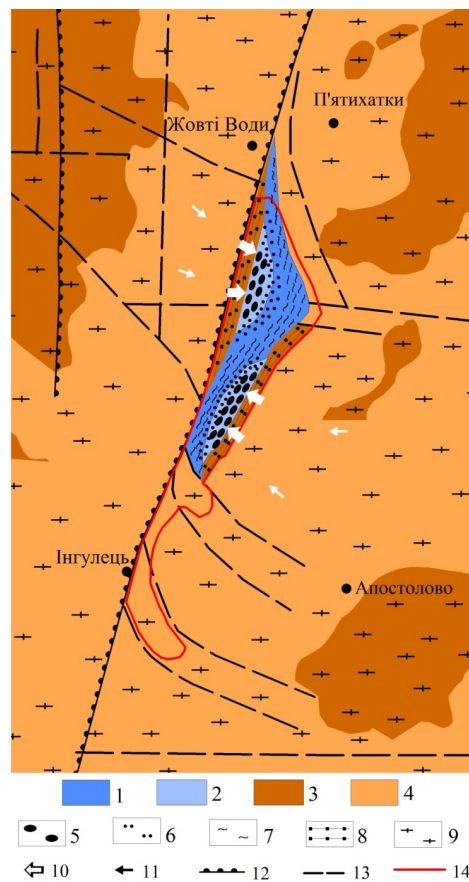 П'ятихатки
Жовті Води
Інгулець
Апостолово
1 2 3 4
5 6 7 8 9
10 11 12 13 14